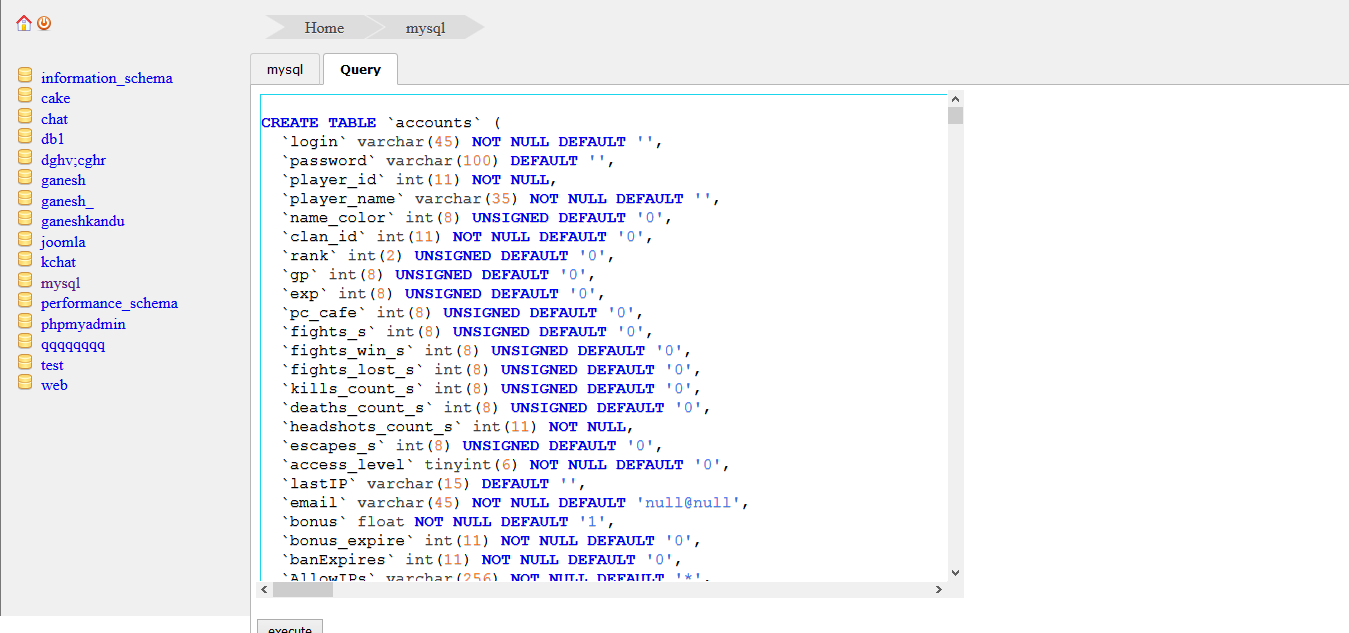 Home mysql
mysql Query
information_schema
cake
chat
db1
dghv;cghr
ganesh
ganesh_
ganeshkandu
joomla
kchat
mysql
performance_schema
phpmyadmin
qqqqqqqq
test
web
CREATE TABLE `accounts` (
`login` varchar(45) NOT NULL DEFAULT '',
`password` varchar(100) DEFAULT '',
`player_id` int(11) NOT NULL,
`player_name` varchar(35) NOT NULL DEFAULT '',
`name_color` int(8) UNSIGNED DEFAULT '0',
`clan_id` int(11) NOT NULL DEFAULT '0',
`rank` int(2) UNSIGNED DEFAULT '0',
`gp` int(8) UNSIGNED DEFAULT '0',
`exp` int(8) UNSIGNED DEFAULT '0',
`pc_cafe` int(8) UNSIGNED DEFAULT '0',
`fights_s` int(8) UNSIGNED DEFAULT '0',
`fights_win_s` int(8) UNSIGNED DEFAULT '0',
`fights_lost_s` int(8) UNSIGNED DEFAULT '0',
`kills_count_s` int(8) UNSIGNED DEFAULT '0',
`deaths_count_s` int(8) UNSIGNED DEFAULT '0',
`headshots_count_s` int(11) NOT NULL,
`escapes_s` int(8) UNSIGNED DEFAULT '0',
`access_level` tinyint(6) NOT NULL DEFAULT '0',
`lastIP` varchar(15) DEFAULT '',
`email` varchar(45) NOT NULL DEFAULT 'null@null',
`bonus` float NOT NULL DEFAULT '1',
`bonus_expire` int(11) NOT NULL DEFAULT '0',
`banExpires` int(11) NOT NULL DEFAULT '0',
`AllowIPs` varchar(256) NOT NULL DEFAULT '*',
execute